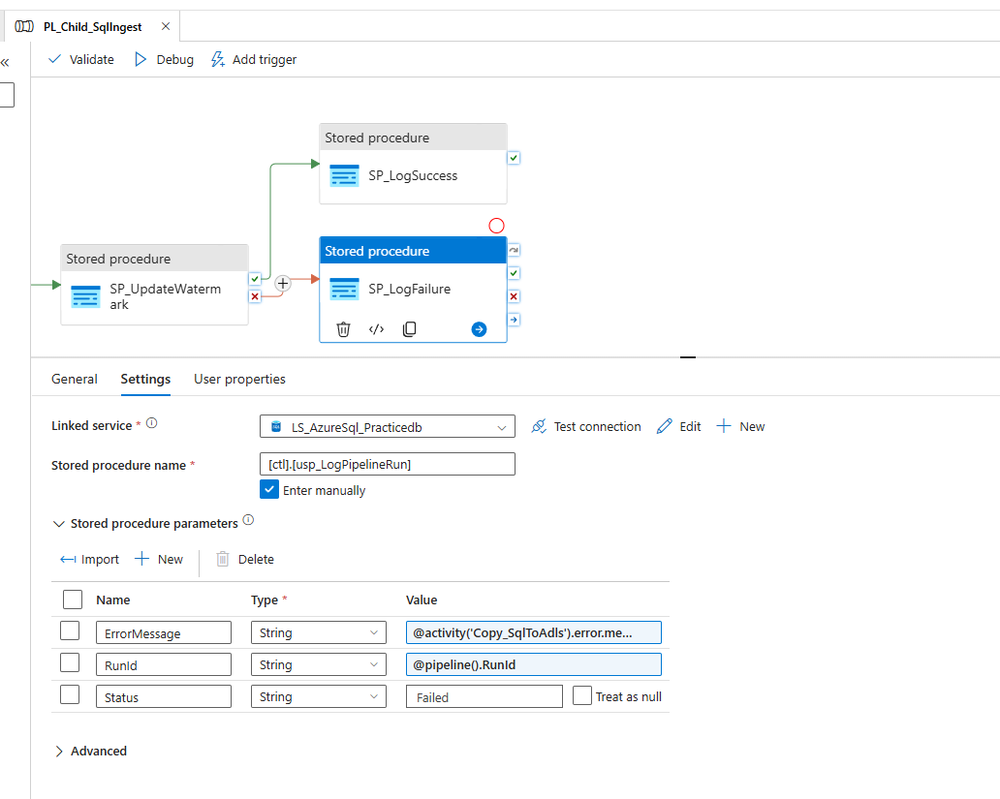 PL_Child_SqlIngest
Validate Debug Add trigger
Stored procedure
SP_LogSuccess
Stored procedure
SP_UpdateWaterm
ark
Stored procedure
SP_LogFailure
General Settings User properties
Linked service *
LS_AzureSql_Practicedb
Test connection Edit New
Stored procedure name *
[ctl].[usp_LogPipelineRun]
Enter manually
Stored procedure parameters
Import New Delete
Name Type * Value
ErrorMessage String @activity('Copy_SqlToAdls').error.me...
RunId String @pipeline().RunId
Status String Failed Treat as null
Advanced